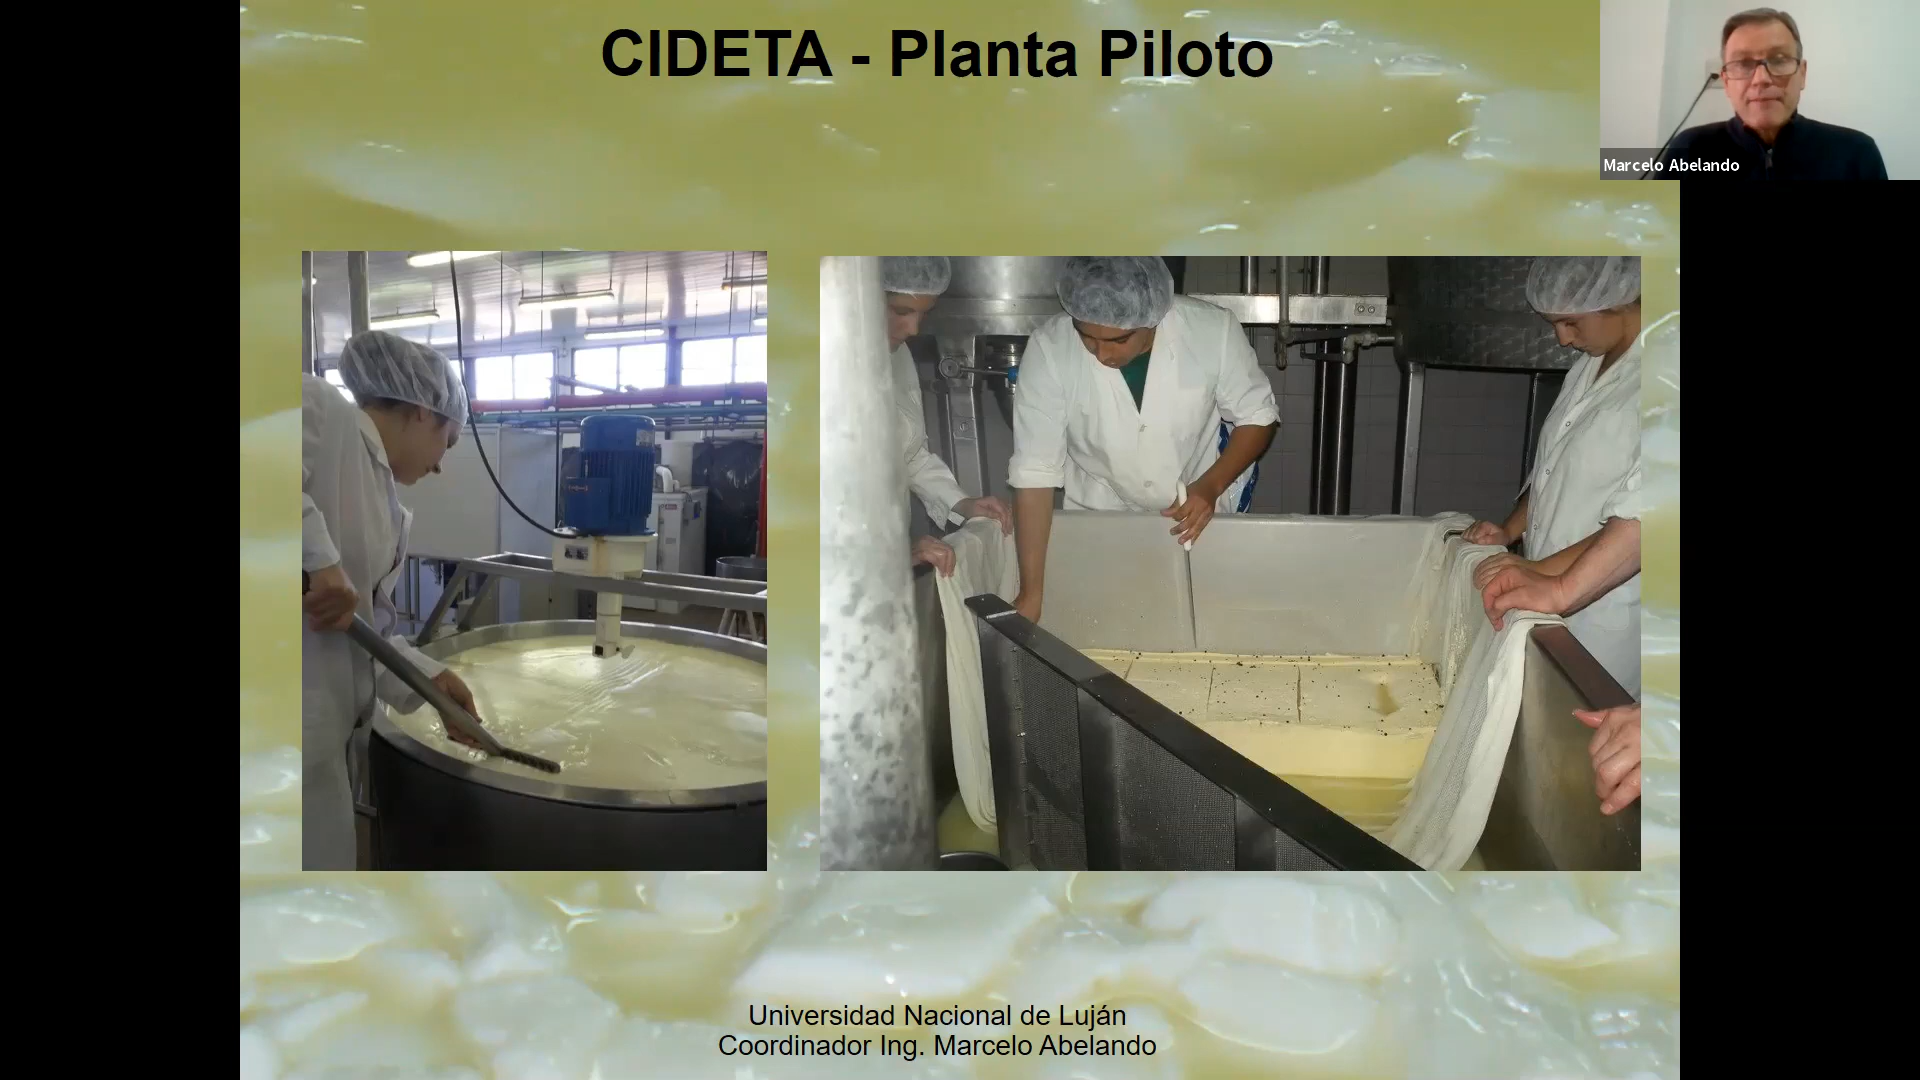 CIDETA - Planta Piloto
Marcelo Abelando
Universidad Nacional de Luján
Coordinador Ing. Marcelo Abelando